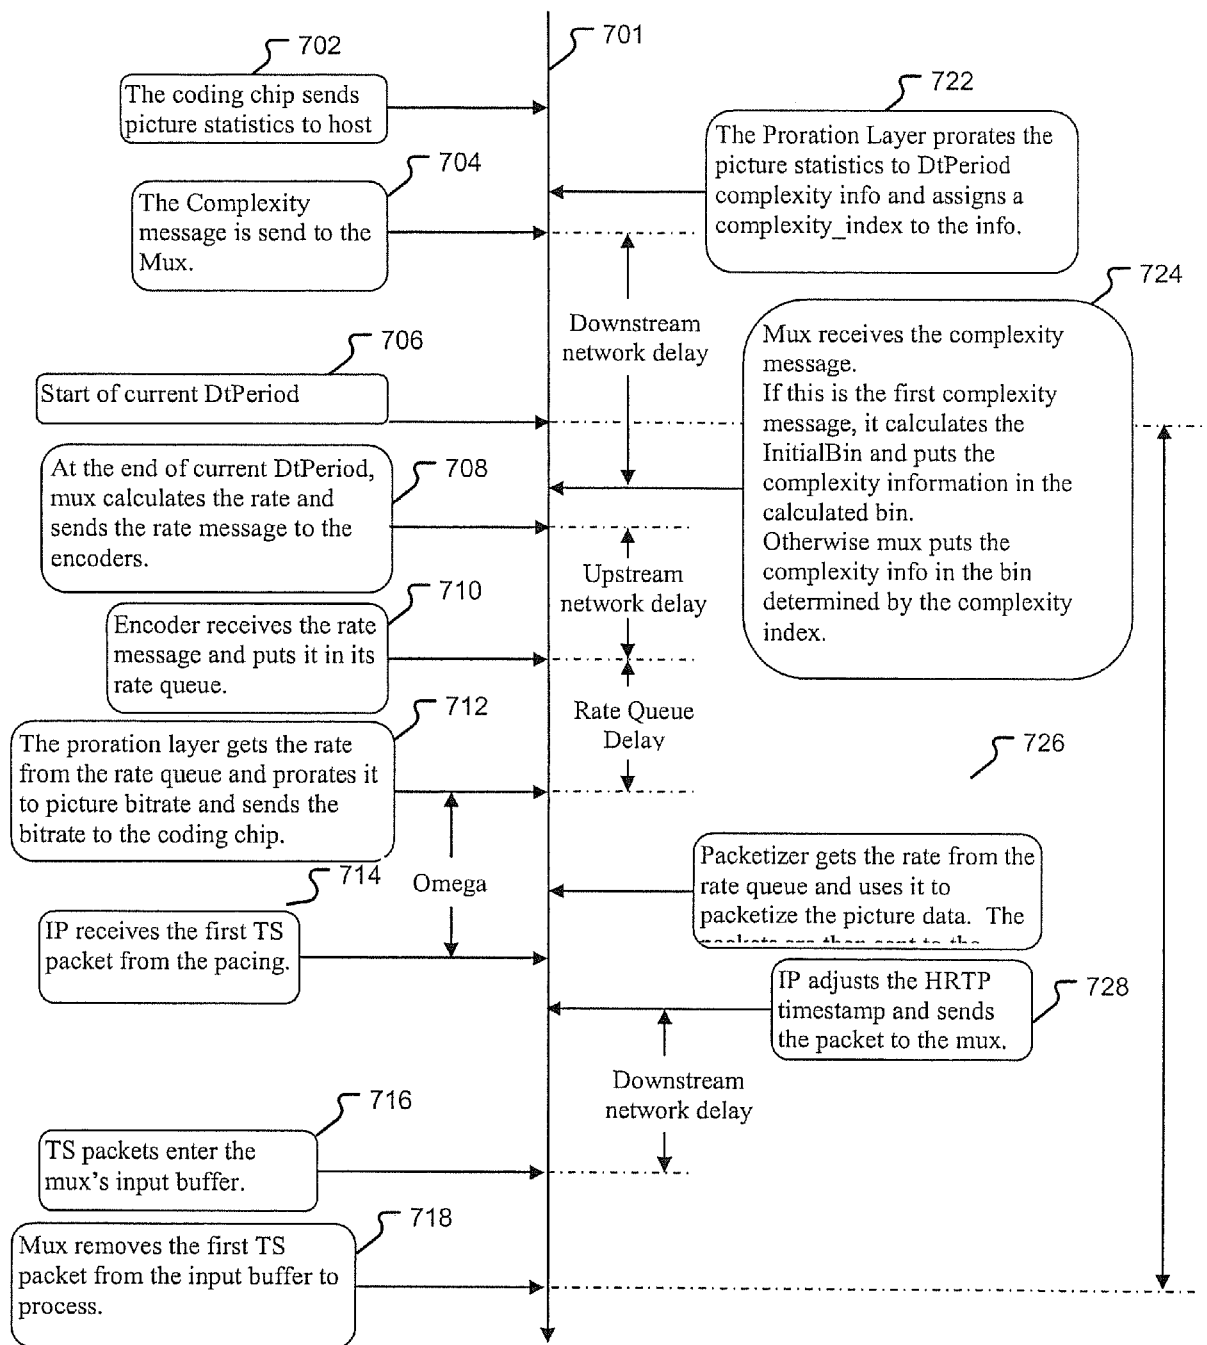 702
The coding chip sends
picture statistics to host
701
722
The Proration Layer prorates the
picture statistics to DtPeriod
complexity info and assigns a
complexity_index to the info.
704
The Complexity
message is send to the
Mux.
Downstream
network delay
724
Mux receives the complexity
message.
If this is the first complexity
message, it calculates the
InitialBin and puts the
complexity information in the
calculated bin.
Otherwise mux puts the
complexity info in the bin
determined by the complexity
index.
706
Start of current DtPeriod
708
At the end of current DtPeriod,
mux calculates the rate and
sends the rate message to the
encoders.
Upstream
network delay
710
Encoder receives the rate
message and puts it in its
rate queue.
Rate Queue
Delay
712
The proration layer gets the rate
from the rate queue and prorates it
to picture bitrate and sends the
bitrate to the coding chip.
726
Packetizer gets the rate from the
rate queue and uses it to
packetize the picture data. The
Omega
714
IP receives the first TS
packet from the pacing.
728
IP adjusts the HRTP
timestamp and sends
the packet to the mux.
Downstream
network delay
716
TS packets enter the
mux's input buffer.
718
Mux removes the first TS
packet from the input buffer to
process.